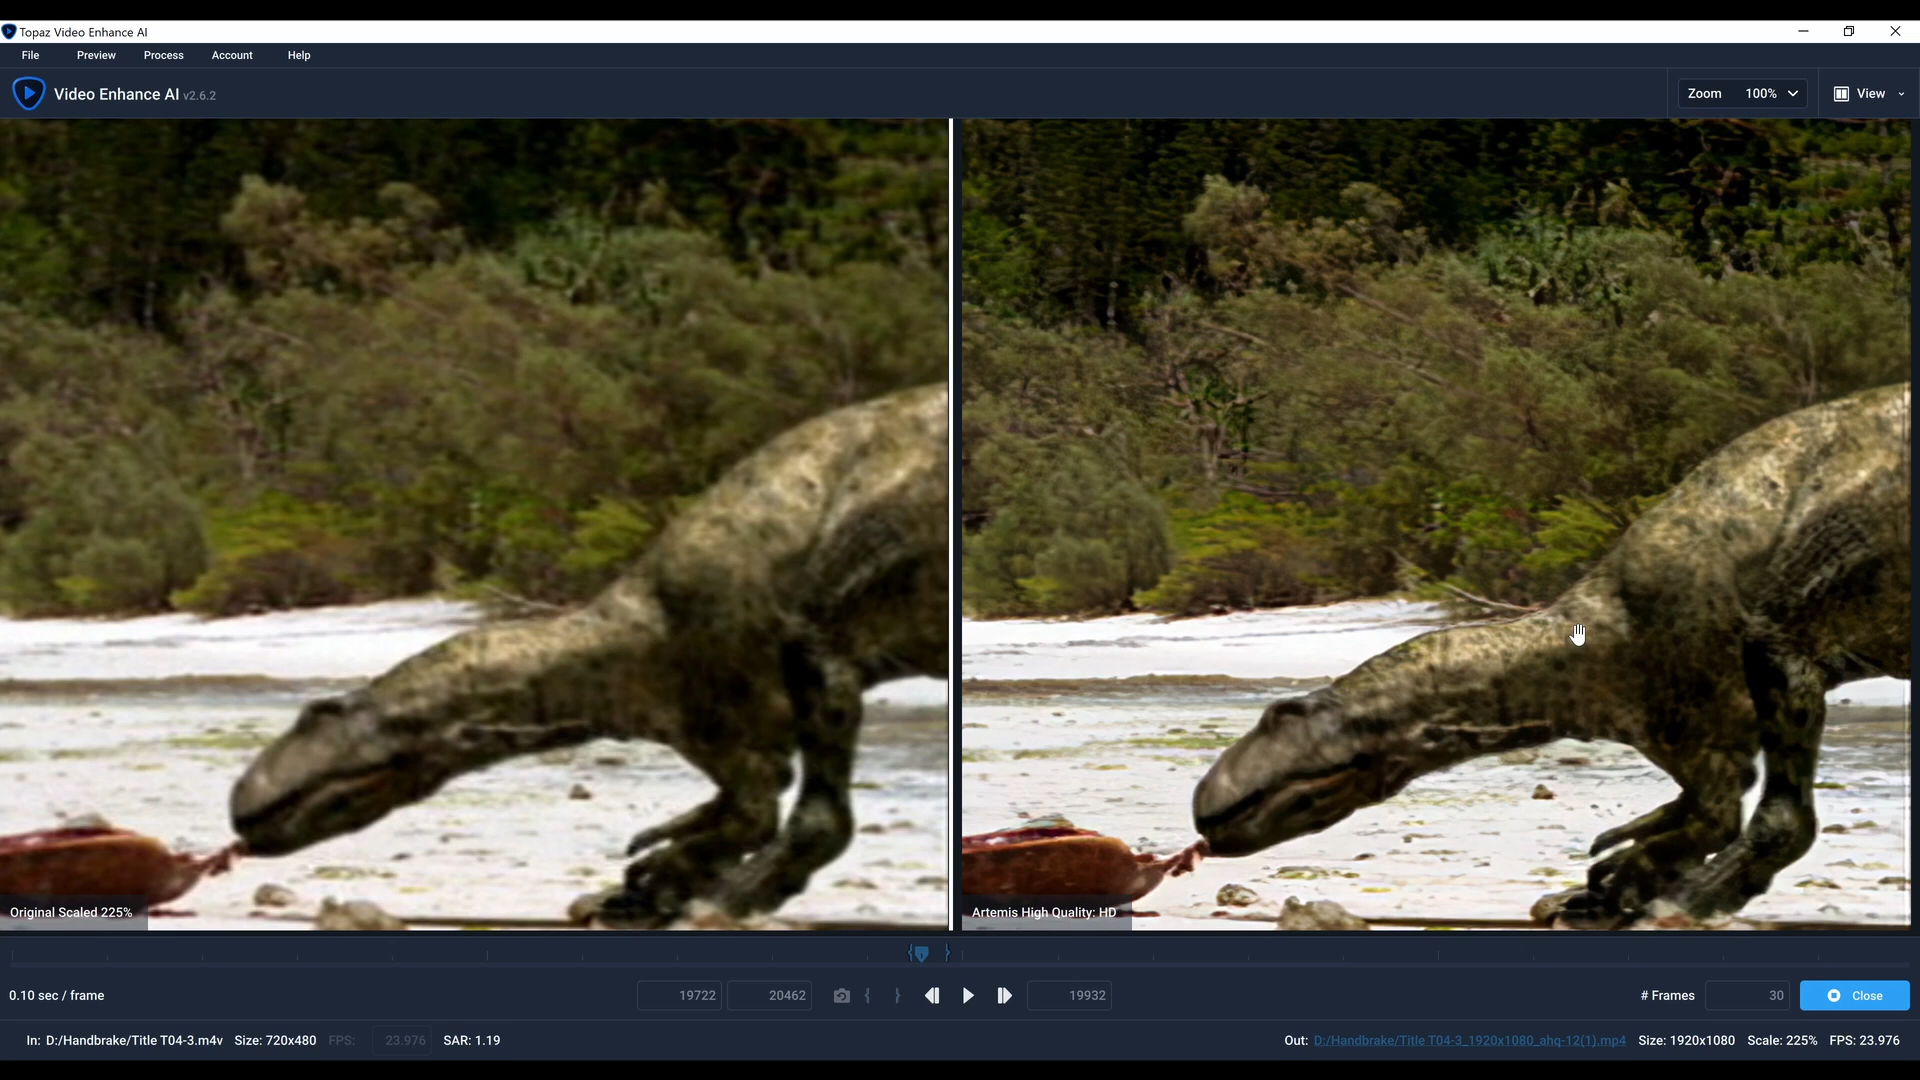 Topaz Video Enhance AI
File Preview Process Account Help
Video Enhance AI v2.6.2
Zoom 100% View
Original Scaled 225%
Artemis High Quality: HD
0.10 sec / frame 19722 20462 { } 19932 # Frames 30 Close
In: D:/Handbrake/Title T04-3.m4v Size: 720x480 FPS: 23.976 SAR: 1.19 Out: D:/Handbrake/Title T04-3_1920x1080_ahq-12(1).mp4 Size: 1920x1080 Scale: 225% FPS: 23.976